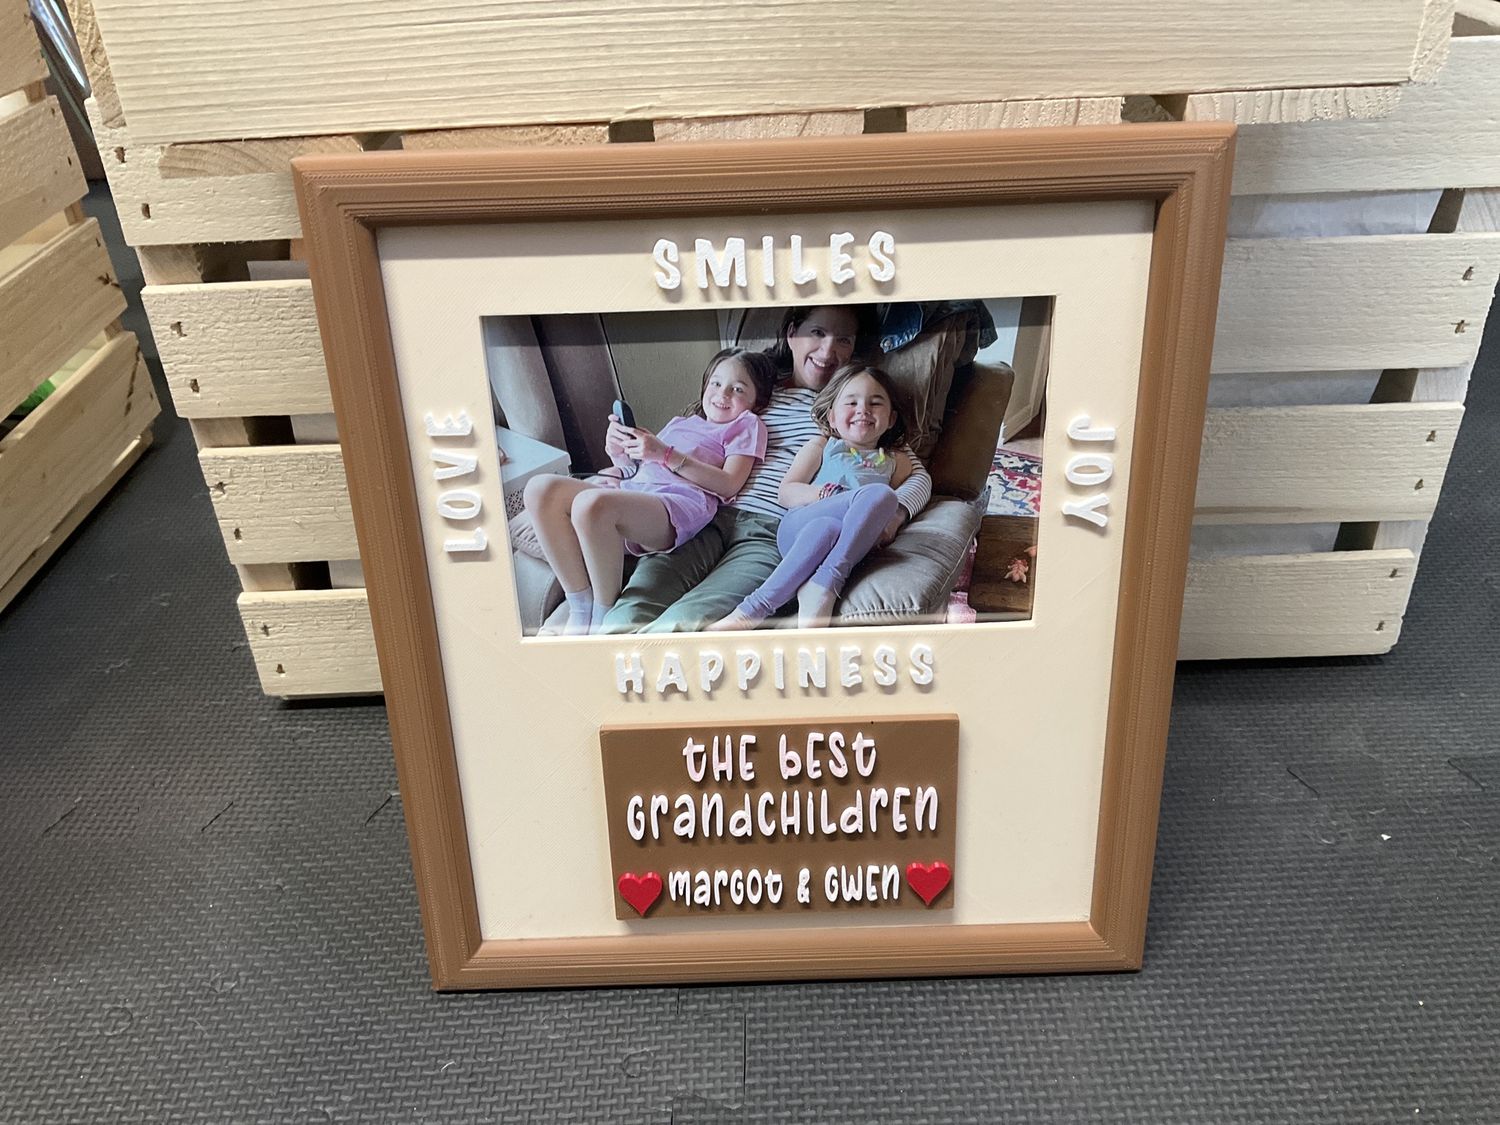 SMILES
LOVE
JOY
HAPPINESS
tHE bESt
GrandCHILdrEn
marGot & GWEn